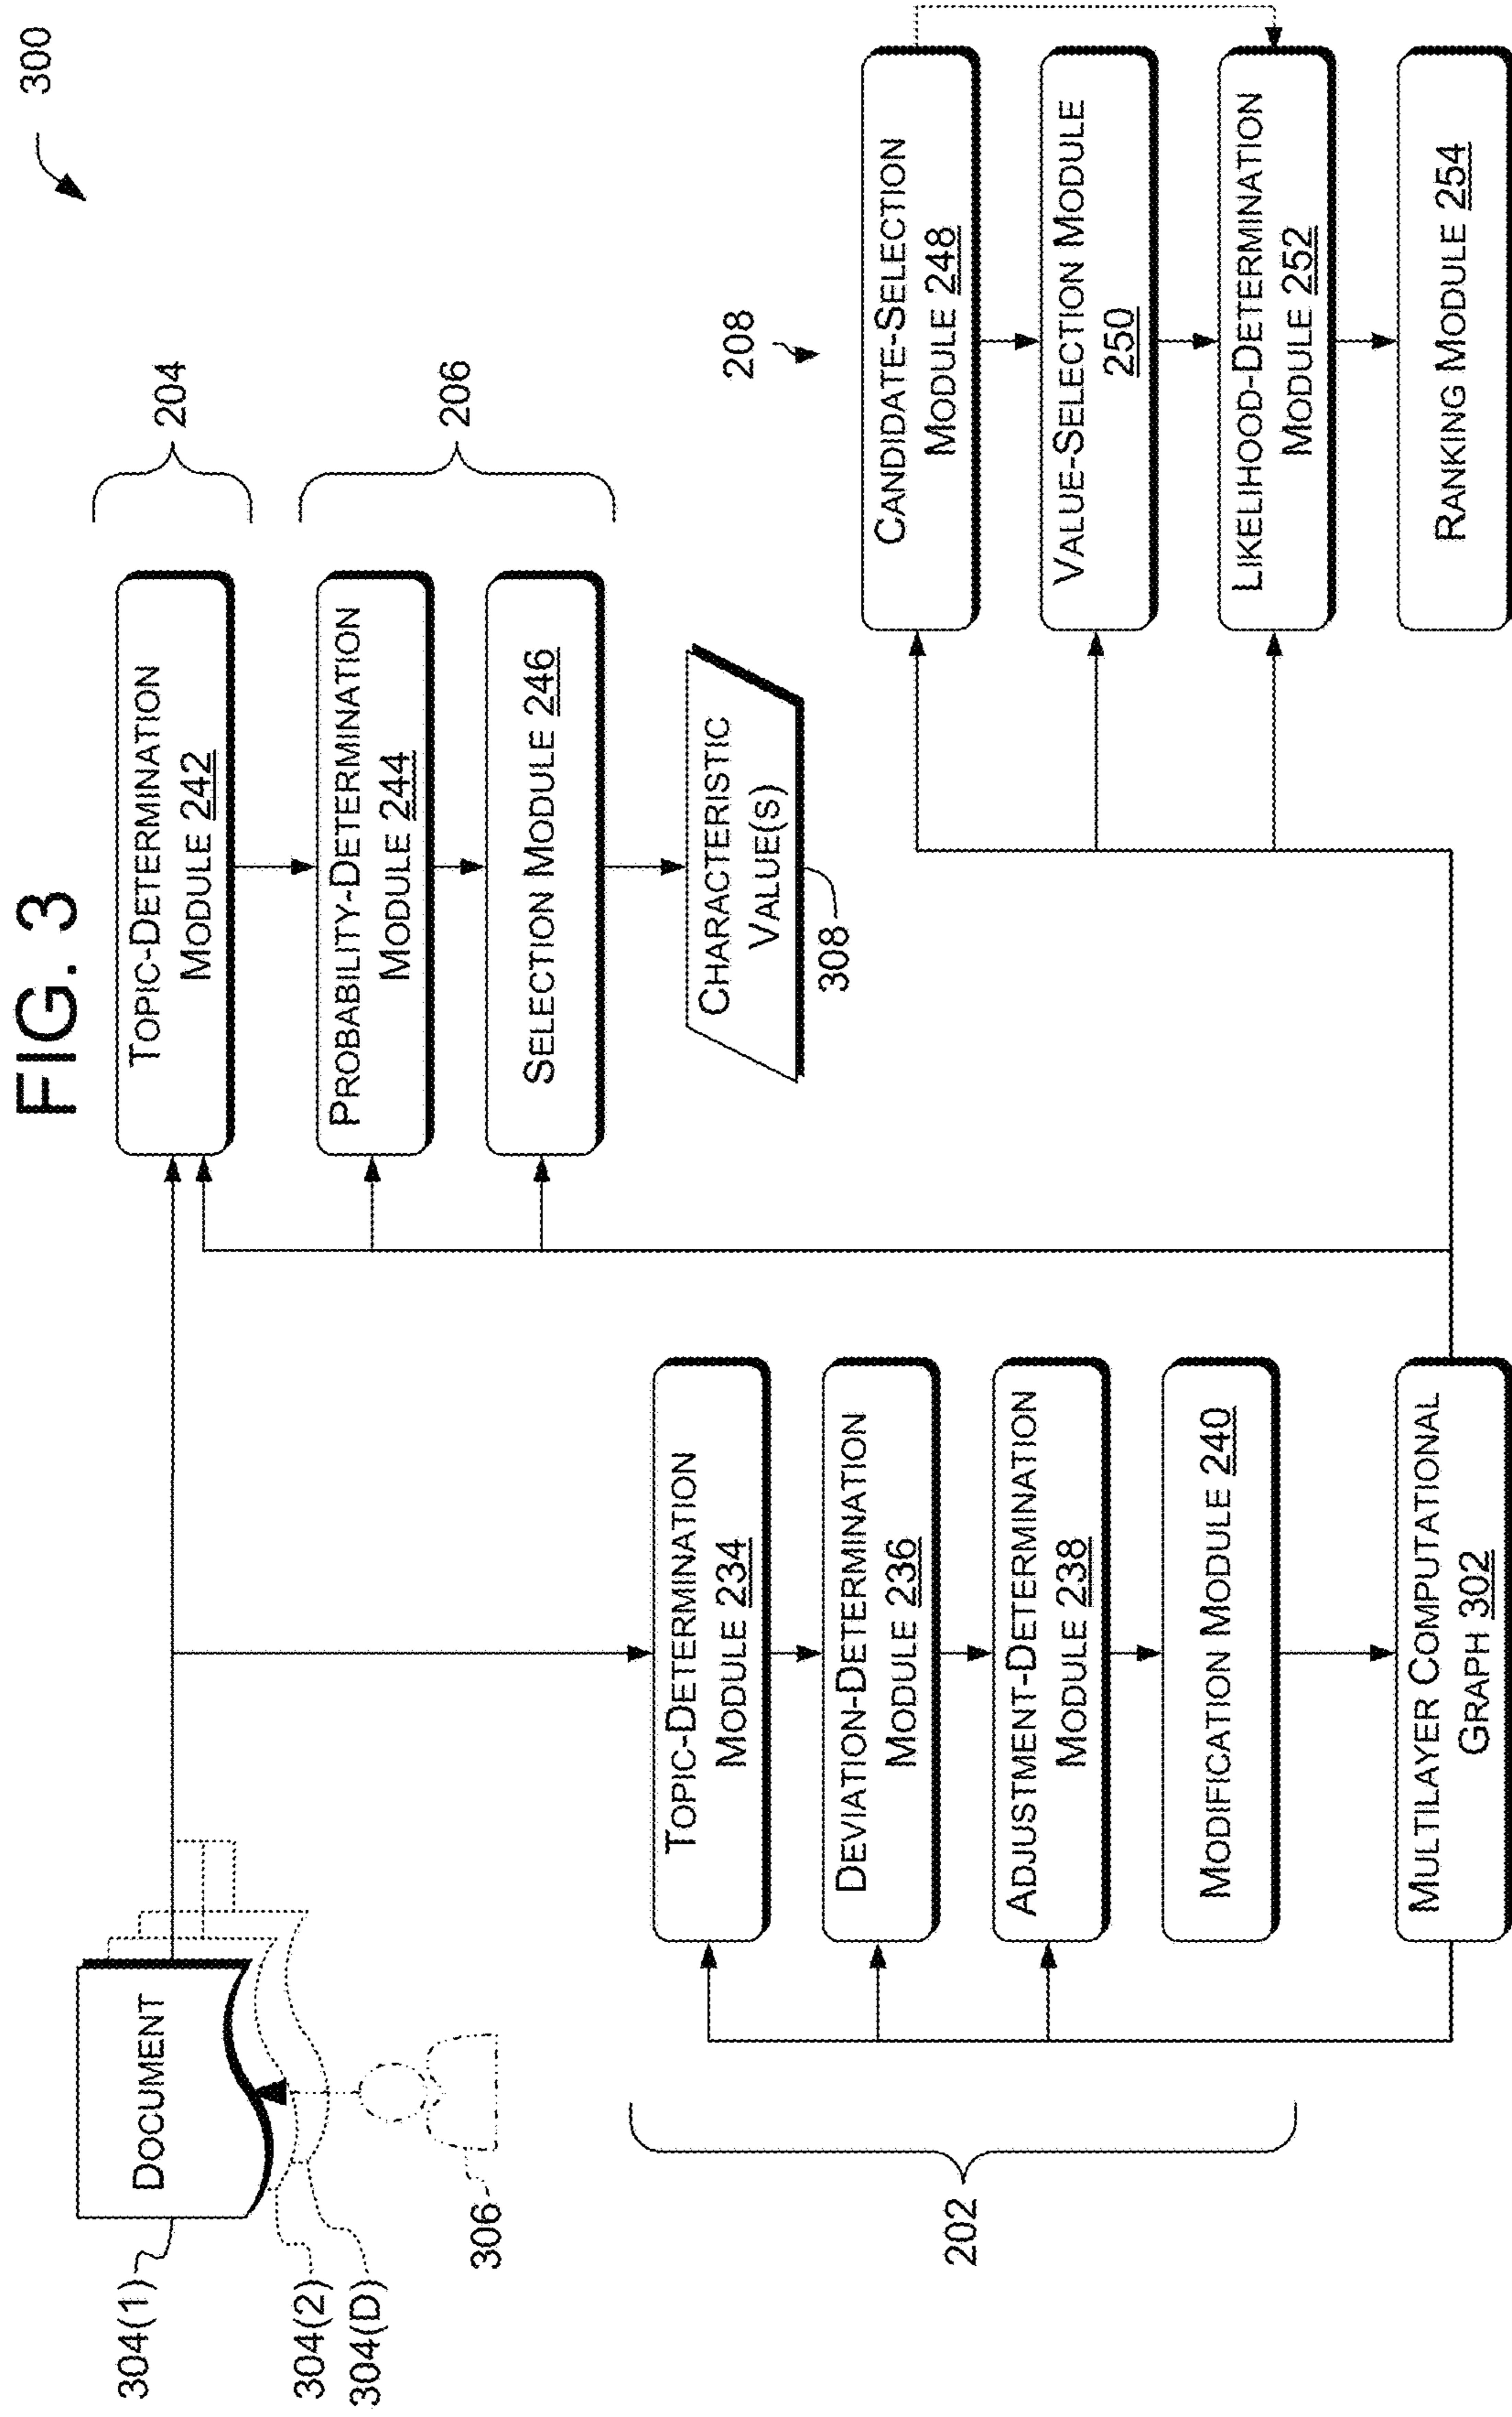 FIG. 3
300
DOCUMENT
304(1)
304(2)
304(D)
306
TOPIC-DETERMINATION
MODULE 242
204
PROBABILITY-DETERMINATION
MODULE 244
SELECTION MODULE 246
206
CHARACTERISTIC
VALUE(S)
308
202
TOPIC-DETERMINATION
MODULE 234
DEVIATION-DETERMINATION
MODULE 236
ADJUSTMENT-DETERMINATION
MODULE 238
MODIFICATION MODULE 240
MULTILAYER COMPUTATIONAL
GRAPH 302
208
CANDIDATE-SELECTION
MODULE 248
VALUE-SELECTION MODULE
250
LIKELIHOOD-DETERMINATION
MODULE 252
RANKING MODULE 254